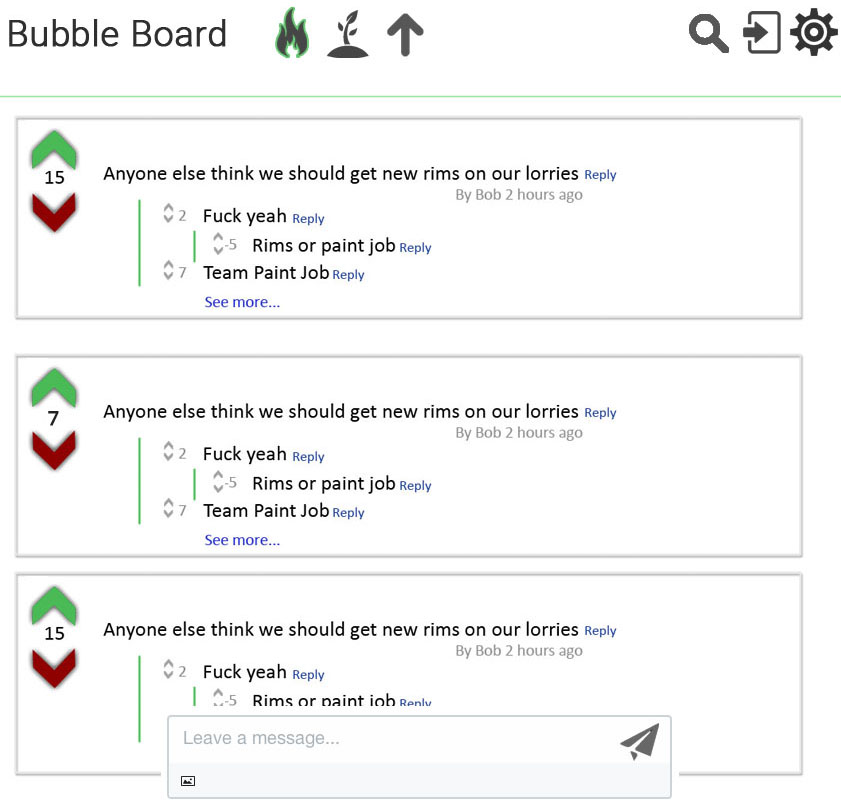 Bubble Board
15
Anyone else think we should get new rims on our lorries Reply
By Bob 2 hours ago
2 Fuck yeah Reply
-5 Rims or paint job Reply
7 Team Paint Job Reply
See more...
7
Anyone else think we should get new rims on our lorries Reply
By Bob 2 hours ago
2 Fuck yeah Reply
-5 Rims or paint job Reply
7 Team Paint Job Reply
See more...
15
Anyone else think we should get new rims on our lorries Reply
By Bob 2 hours ago
2 Fuck yeah Reply
-5 Rims or paint job Reply
Leave a message...